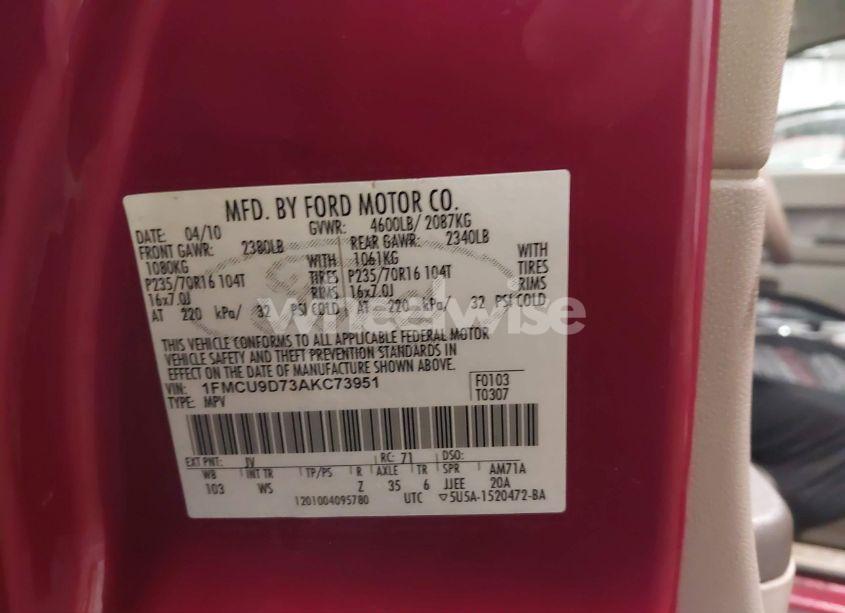 MFD. BY FORD MOTOR CO.
DATE: 04/10 GVWR: 4600LB/ 2087KG
FRONT GAWR: 2380LB REAR GAWR: 2340LB
1080KG WITH 1061KG WITH
P235/70R16 104T TIRES P235/70R16 104T TIRES
16x7.0J RIMS 16x7.0J RIMS
AT 220 kPa/ 32 PSI COLD AT 220 kPa/ 32 PSI COLD
wheelwise
THIS VEHICLE CONFORMS TO ALL APPLICABLE FEDERAL MOTOR
VEHICLE SAFETY AND THEFT PREVENTION STANDARDS IN
EFFECT ON THE DATE OF MANUFACTURE SHOWN ABOVE.
VIN: 1FMCU9D73AKC73951 F0103
TYPE: MPV T0307
EXT PNT: JV RC: 71 DSO:
WB INT TR TP/PS R AXLE TR SPR AM71A
103 WS Z 35 6 JJEE 20A
1201004095780 UTC ▽5U5A-1520472-BA